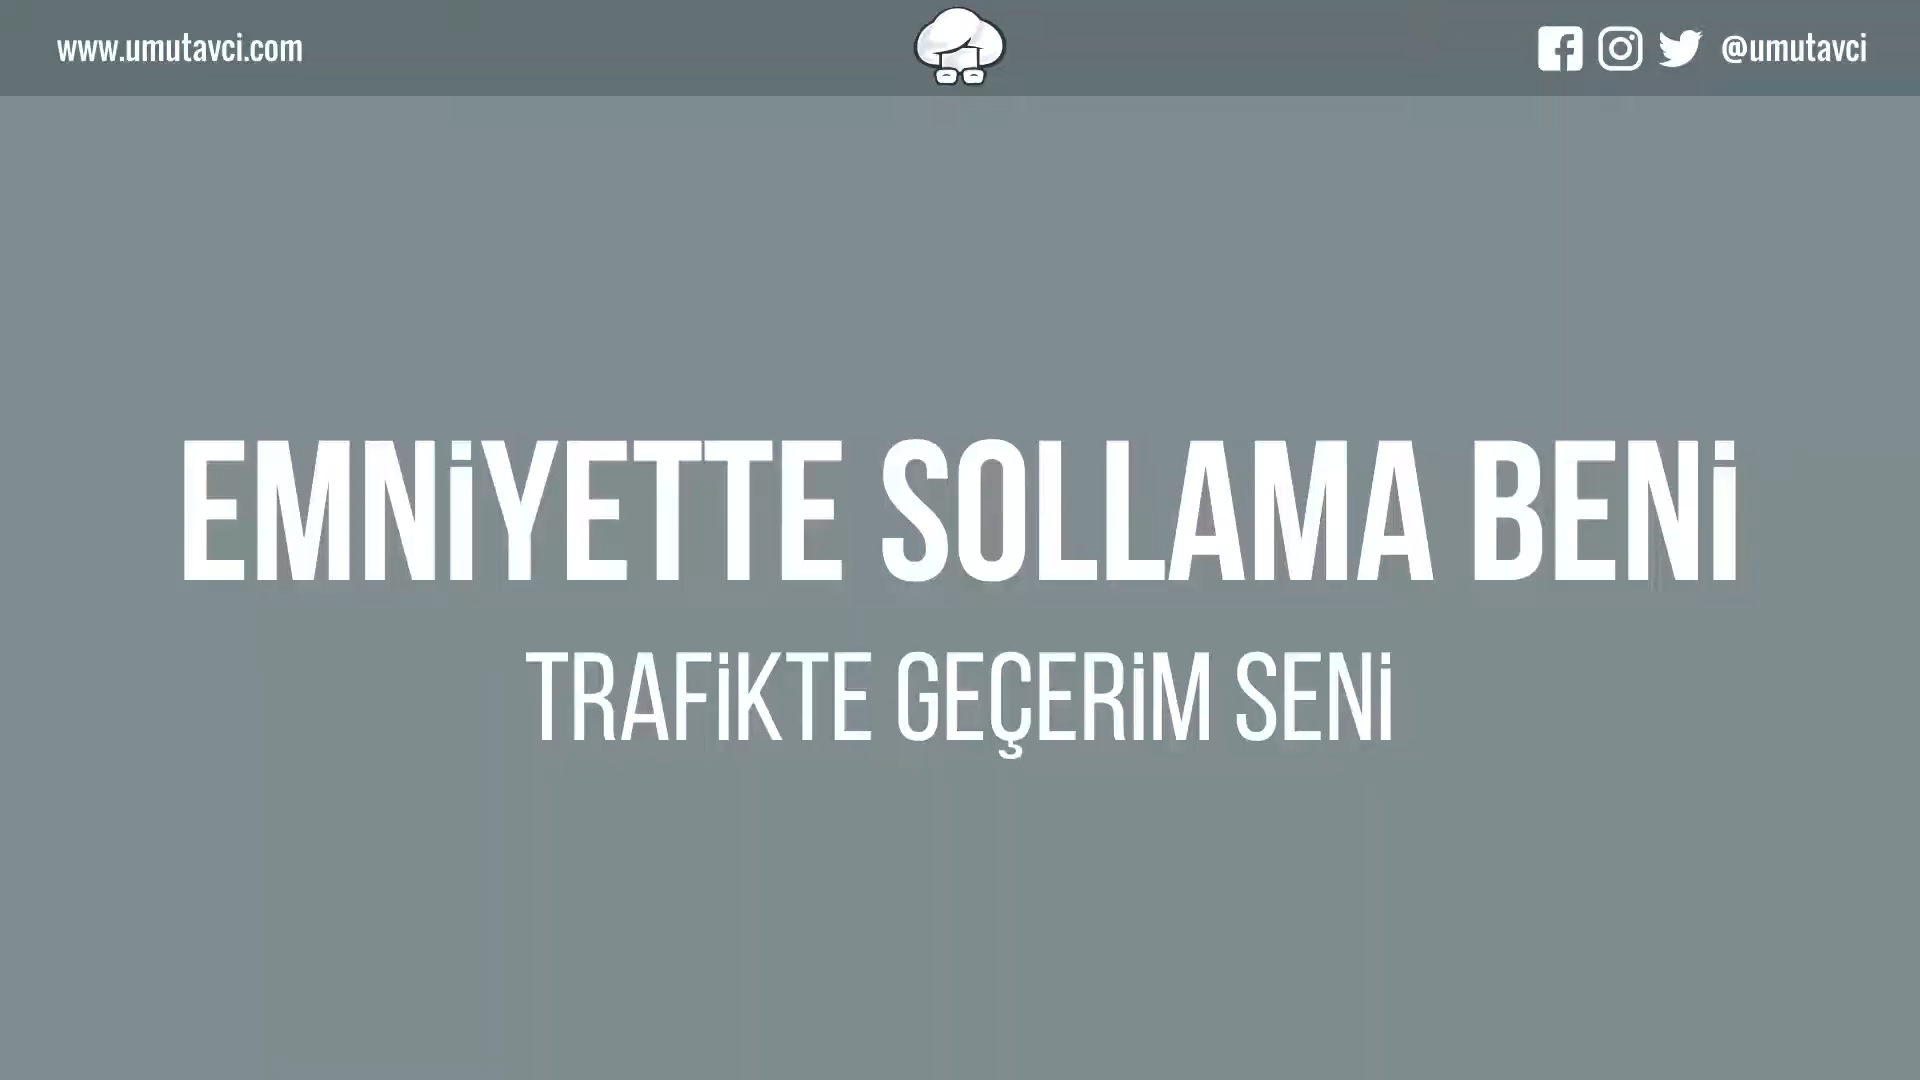 www.umutavci.com
@umutavci
EMNİYETTE SOLLAMA BENİ
TRAFİKTE GEÇERİM SENİ